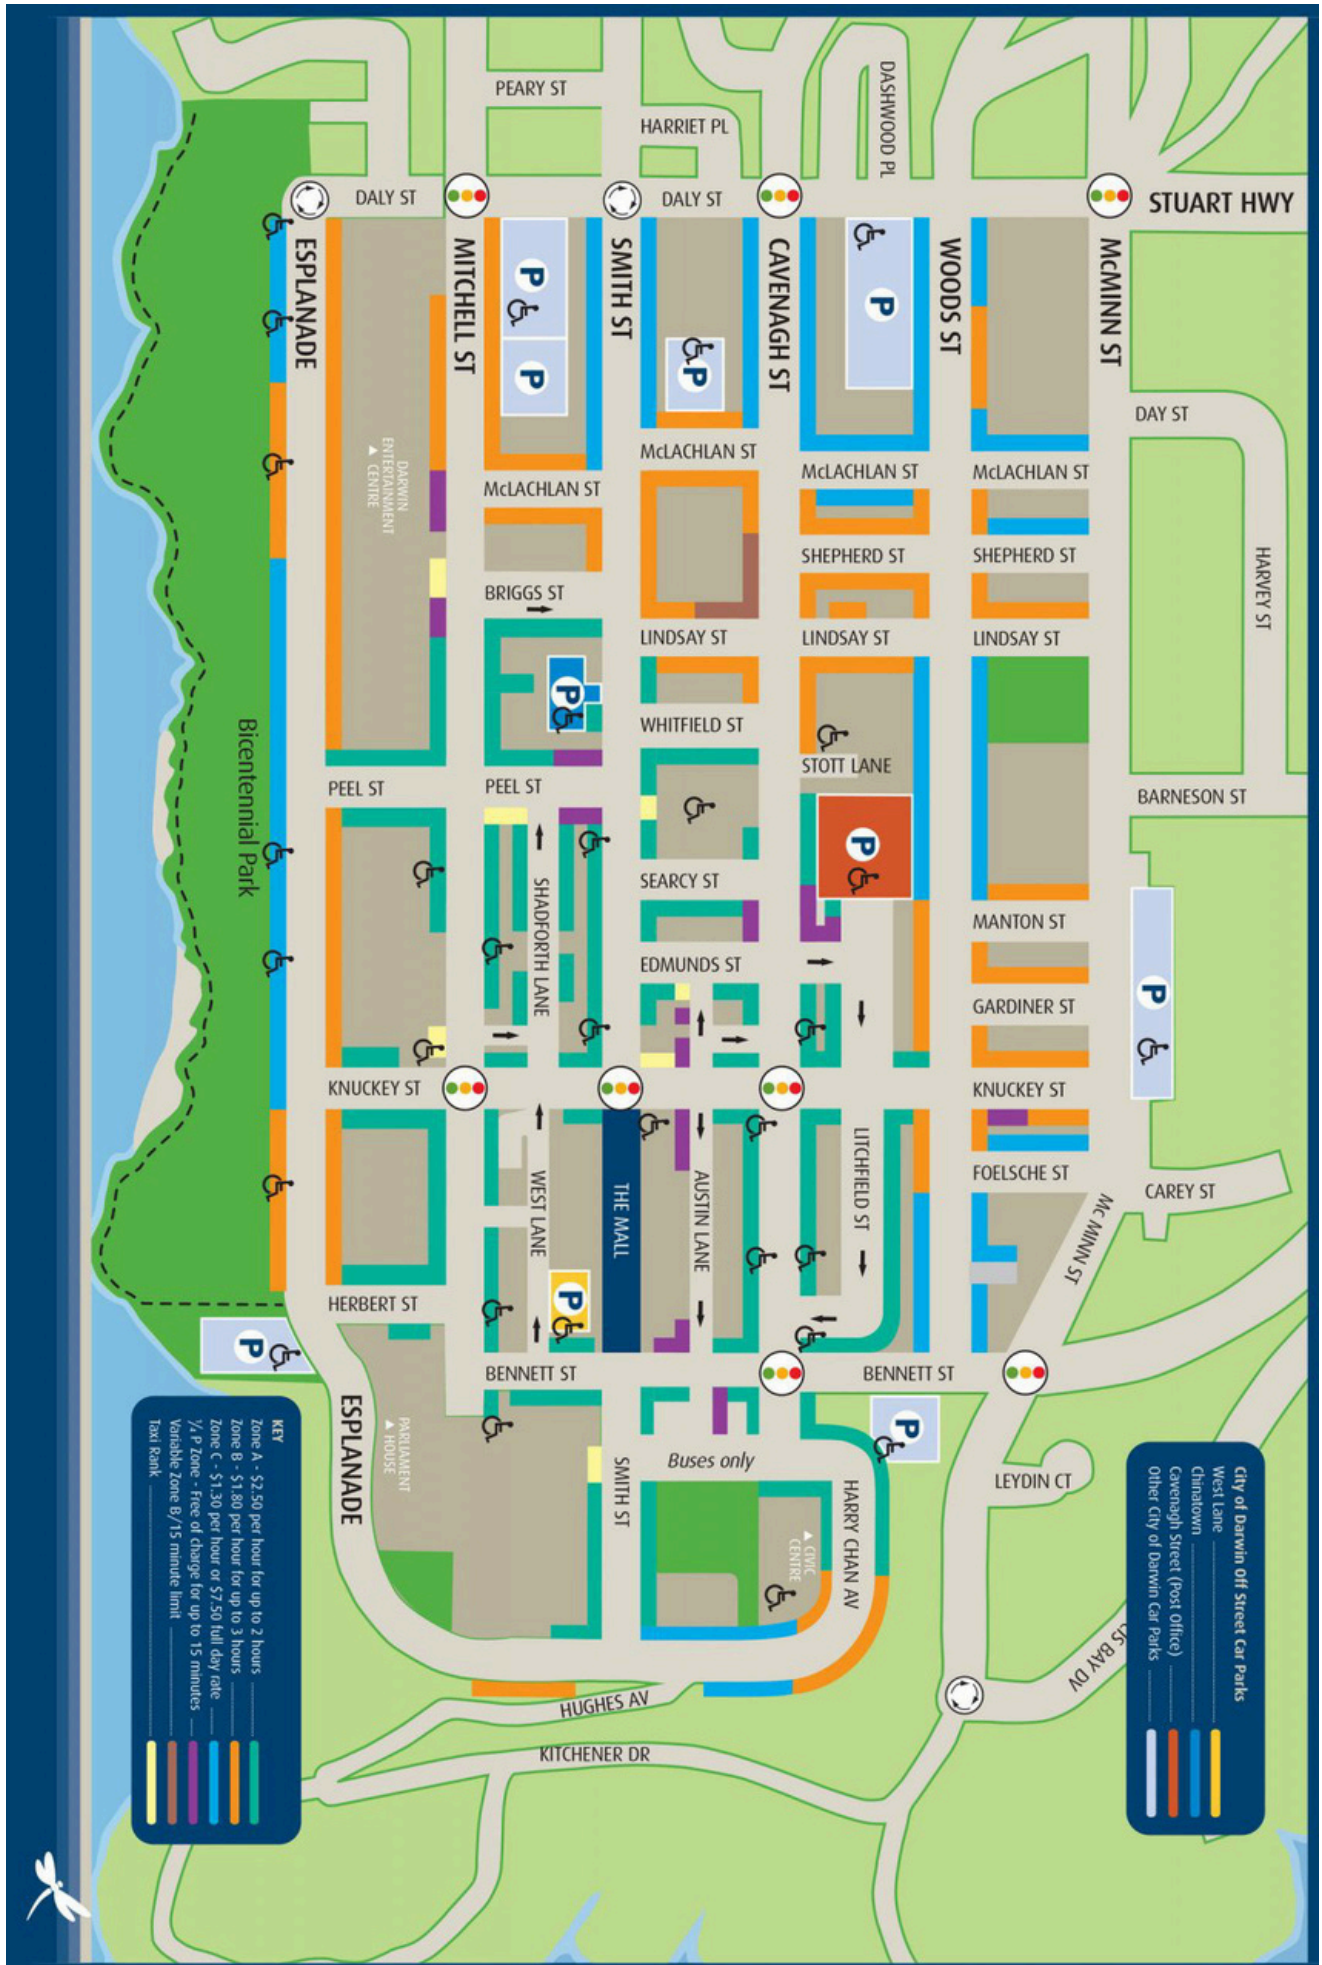 PEARY ST
HARRIET PL
DASHWOOD PL
DALY ST
DALY ST
STUART HWY
ESPLANADE
MITCHELL ST
SMITH ST
CAVENAGH ST
WOODS ST
McMINN ST
P
P
P
P
DAY ST
HARVEY ST
DARWIN
ENTERTAINMENT
▲ CENTRE
McLACHLAN ST
McLACHLAN ST
McLACHLAN ST
McLACHLAN ST
SHEPHERD ST
SHEPHERD ST
BRIGGS ST
LINDSAY ST
LINDSAY ST
LINDSAY ST
P
WHITFIELD ST
STOTT LANE
Bicentennial Park
PEEL ST
PEEL ST
BARNESON ST
P
SEARCY ST
SHADFORTH LANE
MANTON ST
EDMUNDS ST
P
GARDINER ST
KNUCKEY ST
KNUCKEY ST
WEST LANE
THE MALL
AUSTIN LANE
LITCHFIELD ST
FOELSCHE ST
CAREY ST
Mc MINN ST
P
HERBERT ST
P
BENNETT ST
BENNETT ST
ESPLANADE
PARLIAMENT
▲ HOUSE
SMITH ST
Buses only
P
LEYDIN CT
▲ CIVIC
CENTRE
HARRY CHAN AV
HUGHES AV
KITCHENER DR
CIS BAY DV
City of Darwin Off Street Car Parks
West Lane
Chinatown
Cavenagh Street (Post Office)
Other City of Darwin Car Parks
KEY
Zone A - $2.50 per hour for up to 2 hours
Zone B - $1.80 per hour for up to 3 hours
Zone C - $1.30 per hour or $7.50 full day rate
¼ P Zone - Free of charge for up to 15 minutes
Variable Zone B/15 minute limit
Taxi Rank